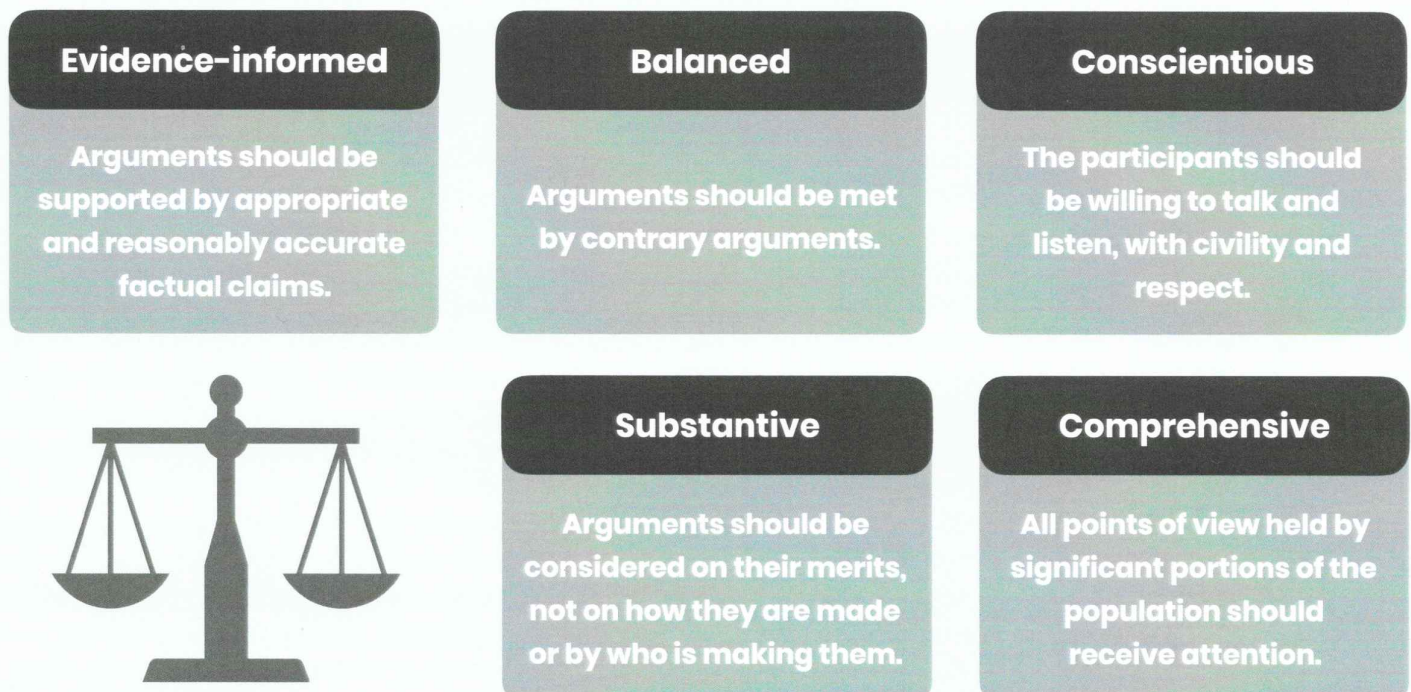 Evidence-informed
Arguments should be
supported by appropriate
and reasonably accurate
factual claims.
Balanced
Arguments should be met
by contrary arguments.
Conscientious
The participants should
be willing to talk and
listen, with civility and
respect.
Substantive
Arguments should be
considered on their merits,
not on how they are made
or by who is making them.
Comprehensive
All points of view held by
significant portions of the
population should
receive attention.